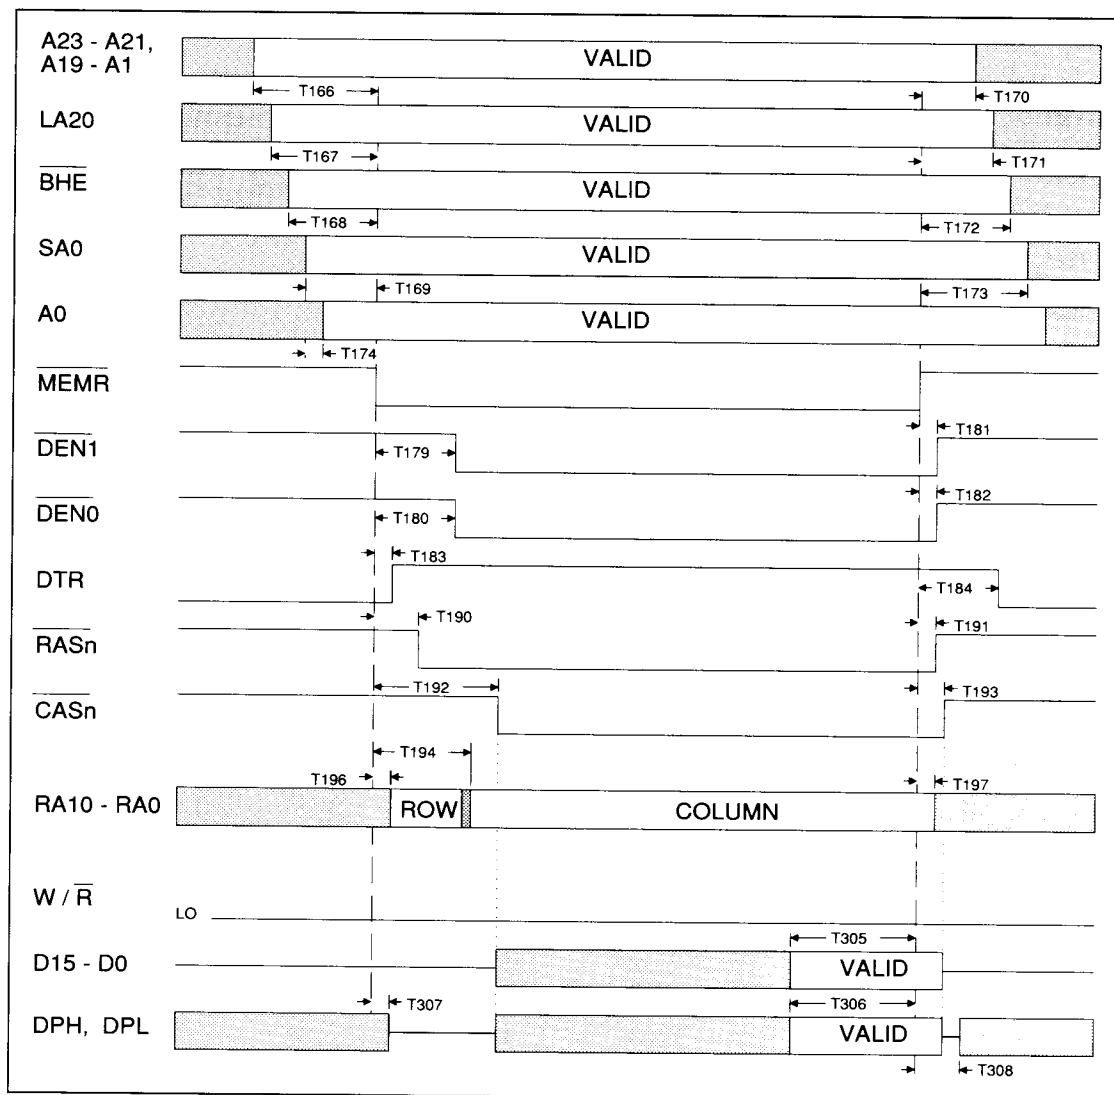 A23 - A21,
A19 - A1
VALID
T166
T170
LA20
VALID
T167
T171
BHE
VALID
T168
T172
SA0
VALID
T169
T173
A0
VALID
T174
MEMR
T181
DEN1
T179
T182
DEN0
T180
T183
DTR
T184
T190
T191
RASn
T192
T193
CASn
T194
T196
T197
RA10 - RA0
ROW
COLUMN
W / R
LO
T305
D15 - D0
VALID
T307
T306
DPH, DPL
VALID
T308